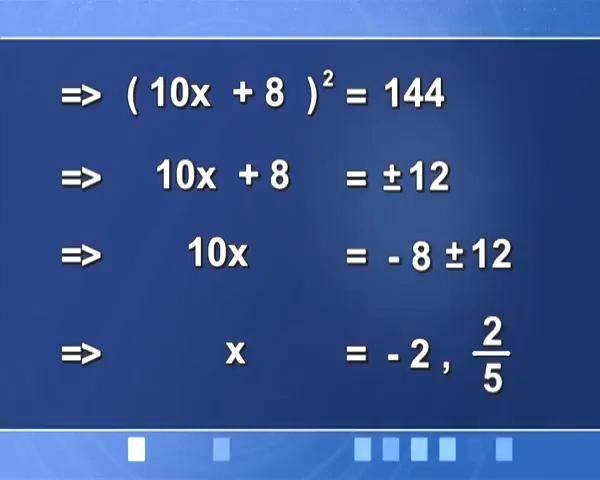 => ( 10x + 8 )² = 144
=> 10x + 8 = ±12
=> 10x = - 8 ±12
=> x = - 2 , 2/5